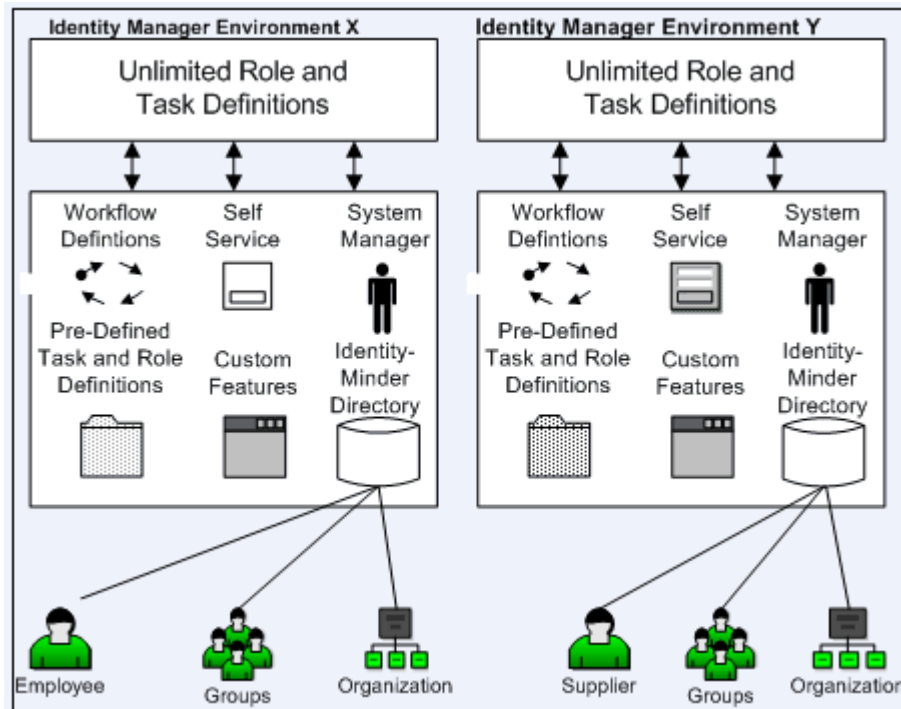 Identity Manager Environment X
Unlimited Role and
Task Definitions
Workflow
Defintions
Self
Service
System
Manager
Pre-Defined
Task and Role
Definitions
Custom
Features
Identity-
Minder
Directory
Employee
Groups
Organization
Identity Manager Environment Y
Unlimited Role and
Task Definitions
Workflow
Defintions
Self
Service
System
Manager
Pre-Defined
Task and Role
Definitions
Custom
Features
Identity-
Minder
Directory
Supplier
Groups
Organization